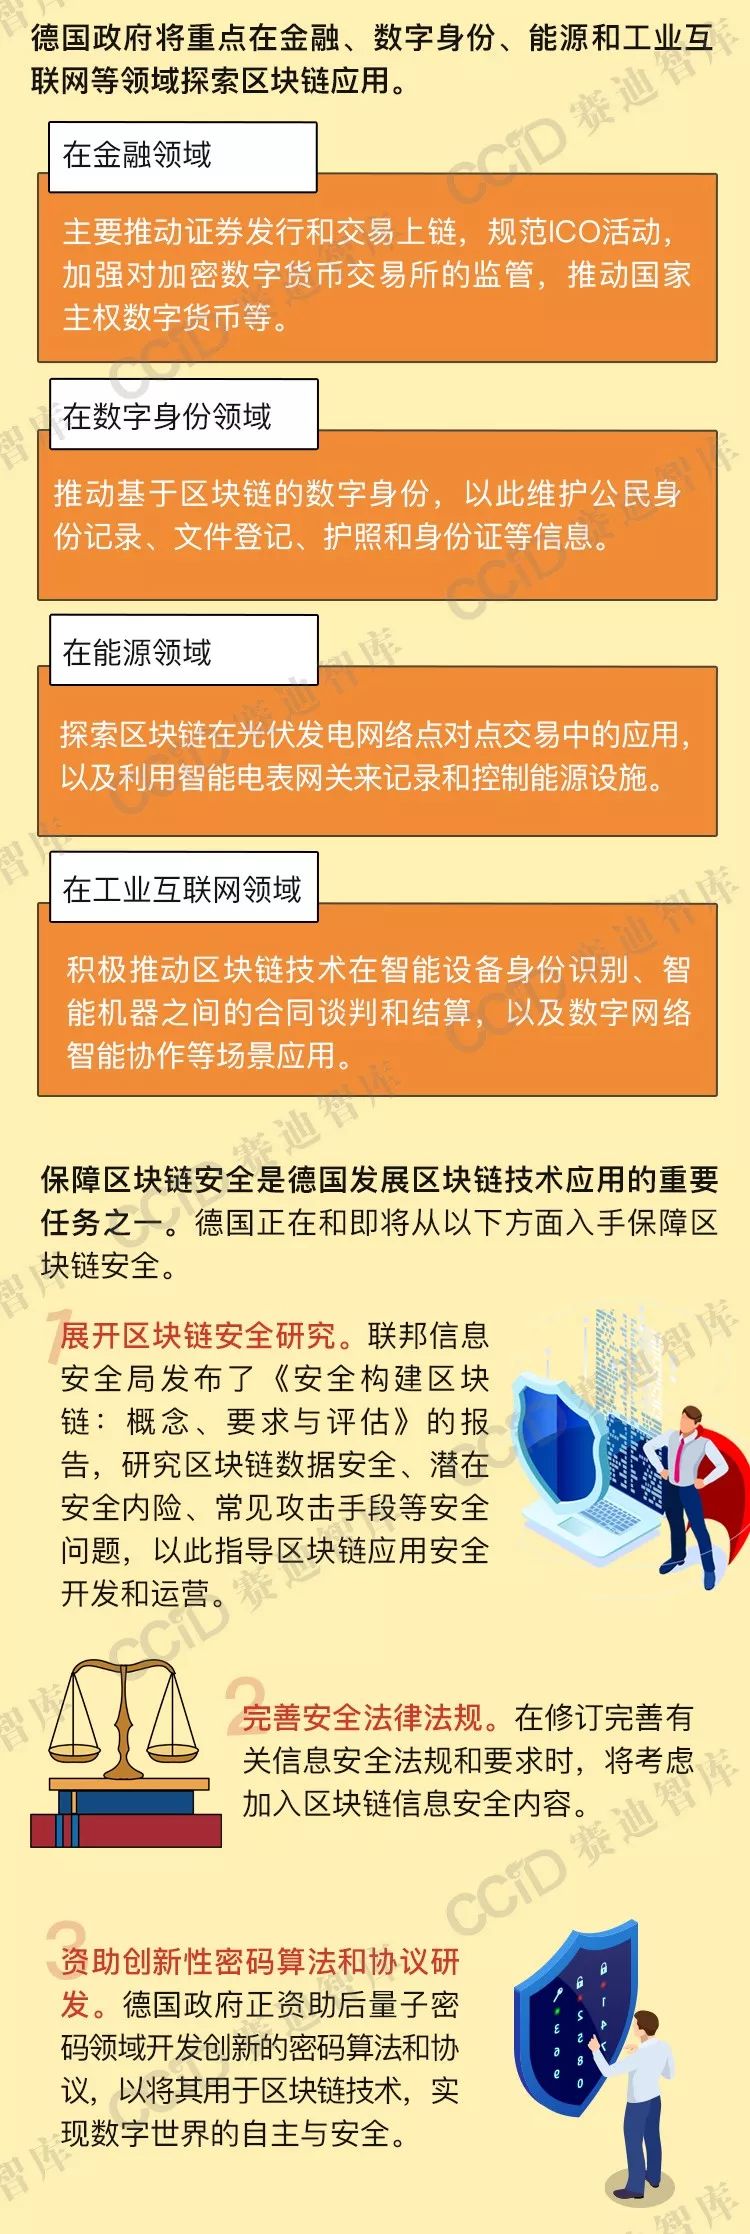 德国政府将重点在金融、数字身份、能源和工业互
联网等领域探索区块链应用。
在金融领域
主要推动证券发行和交易上链，规范ICO活动，
加强对加密数字货币交易所的监管，推动国家
主权数字货币等。
在数字身份领域
推动基于区块链的数字身份，以此维护公民身
份记录、文件登记、护照和身份证等信息。
在能源领域
探索区块链在光伏发电网络点对点交易中的应用，
以及利用智能电表网关来记录和控制能源设施。
在工业互联网领域
积极推动区块链技术在智能设备身份识别、智
能机器之间的合同谈判和结算，以及数字网络
智能协作等场景应用。
保障区块链安全是德国发展区块链技术应用的重要
任务之一。德国正在和即将从以下方面入手保障区
块链安全。
1
展开区块链安全研究。联邦信息
安全局发布了《安全构建区块
链：概念、要求与评估》的报
告，研究区块链数据安全、潜在
安全内险、常见攻击手段等安全
问题，以此指导区块链应用安全
开发和运营。
2
完善安全法律法规。在修订完善有
关信息安全法规和要求时，将考虑
加入区块链信息安全内容。
3
资助创新性密码算法和协议研
发。德国政府正资助后量子密
码领域开发创新的密码算法和协
议，以将其用于区块链技术，实
现数字世界的自主与安全。
CCID 赛迪智库